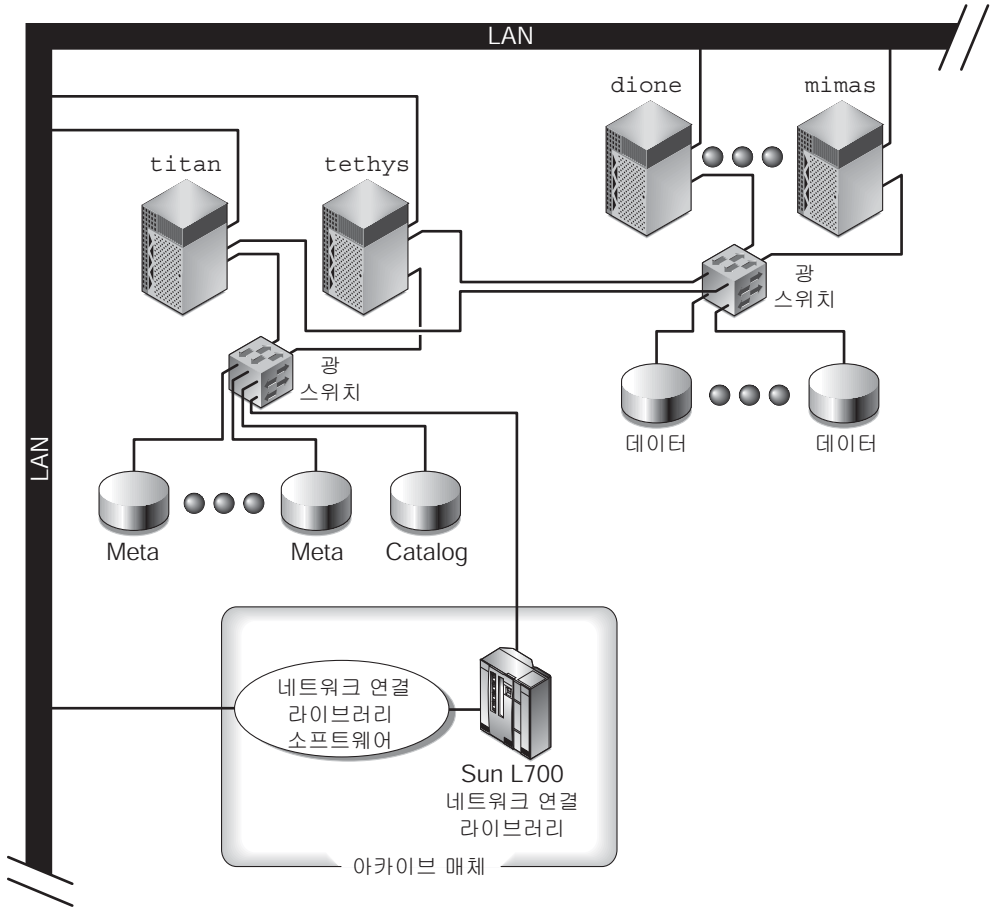 LAN
dione
mimas
titan
tethys
광
스위치
광
스위치
데이터
데이터
LAN
Meta
Meta
Catalog
네트워크 연결
라이브러리
소프트웨어
Sun L700
네트워크 연결
라이브러리
아카이브 매체